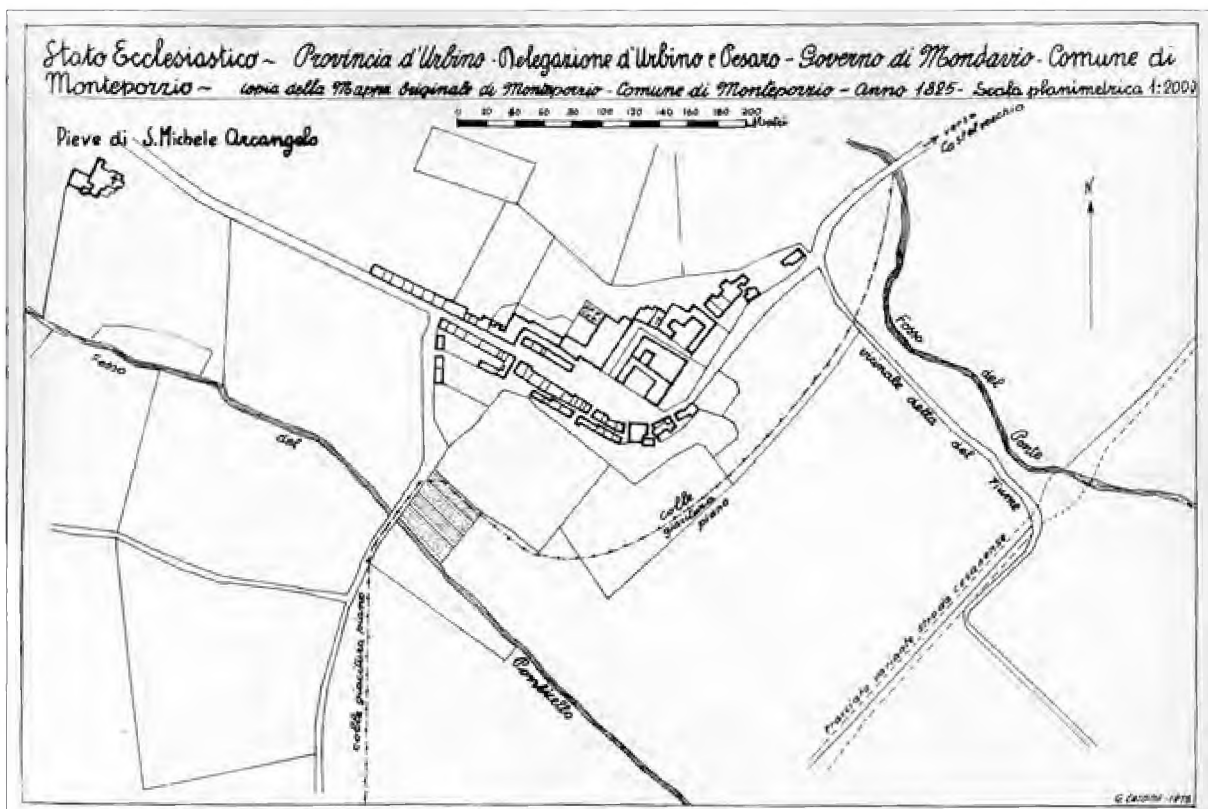 Stato Ecclesiastico ~ Provincia d'Urbino - Delegazione d'Urbino e Pesaro - Governo di Mondavio - Comune di
Monteporzio ~ copia della Mappa Originale di Monteporzio - Comune di Monteporzio - Anno 1825 - Scala planimetrica 1:2000
0 20 40 60 80 100 120 140 160 180 200 Metri
Pieve di S. Michele Arcangelo
verso
Castelvecchio
N
Fosso del Ponte
vicinale detta del Fiume
Fosso del Ponticello
colle
giacitura
piano
colle giacitura piano
tracciato variante strada cesanense
1978